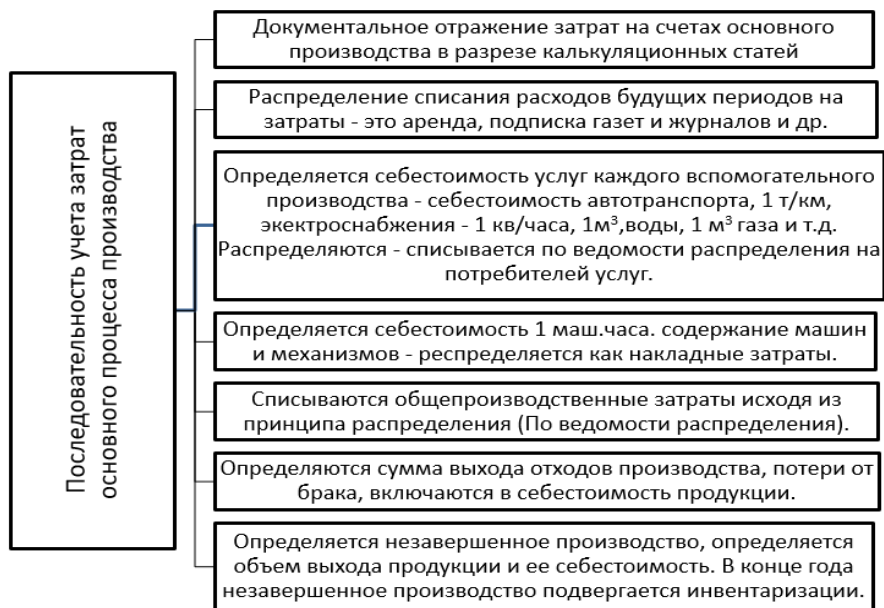 Последовательность учета затрат
основного процесса производства
Документальное отражение затрат на счетах основного
производства в разрезе калькуляционных статей
Распределение списания расходов будущих периодов на
затраты - это аренда, подписка газет и журналов и др.
Определяется себестоимость услуг каждого вспомогательного
производства - себестоимость автотранспорта, 1 т/км,
экектроснабжения - 1 кв/часа, 1м³,воды, 1 м³ газа и т.д.
Распределяются - списывается по ведомости распределения на
потребителей услуг.
Определяется себестоимость 1 маш.часа. содержание машин
и механизмов - респределяется как накладные затраты.
Списываются общепроизводственные затраты исходя из
принципа распределения (По ведомости распределения).
Определяются сумма выхода отходов производства, потери от
брака, включаются в себестоимость продукции.
Определяется незавершенное производство, определяется
объем выхода продукции и ее себестоимость. В конце года
незавершенное производство подвергается инвентаризации.